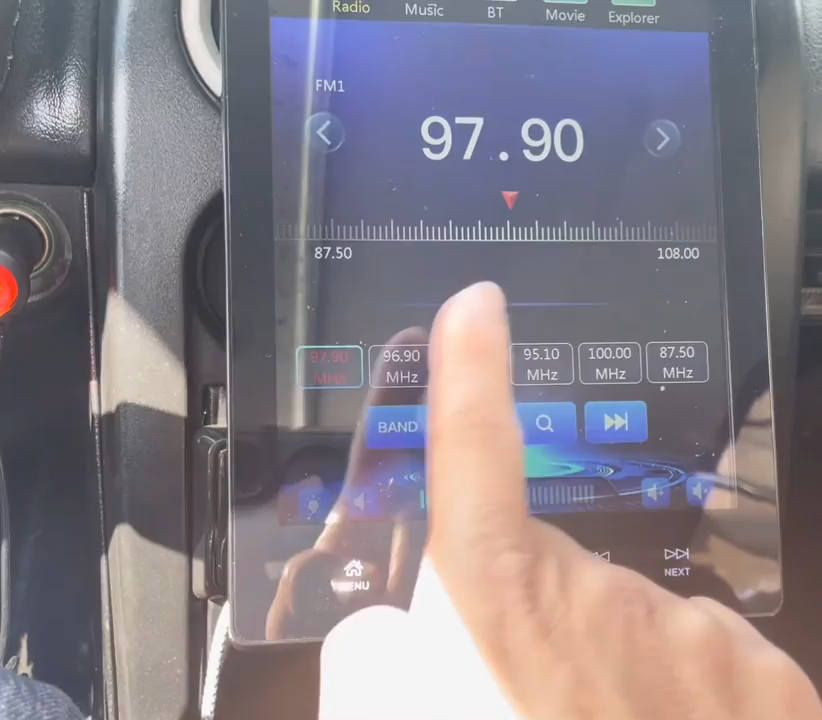 Radio Music BT Movie Explorer
FM1
97.90
87.50 108.00
97.90 96.90 95.10 100.00 87.50
MHz MHz MHz MHz MHz
BAND
NEXT